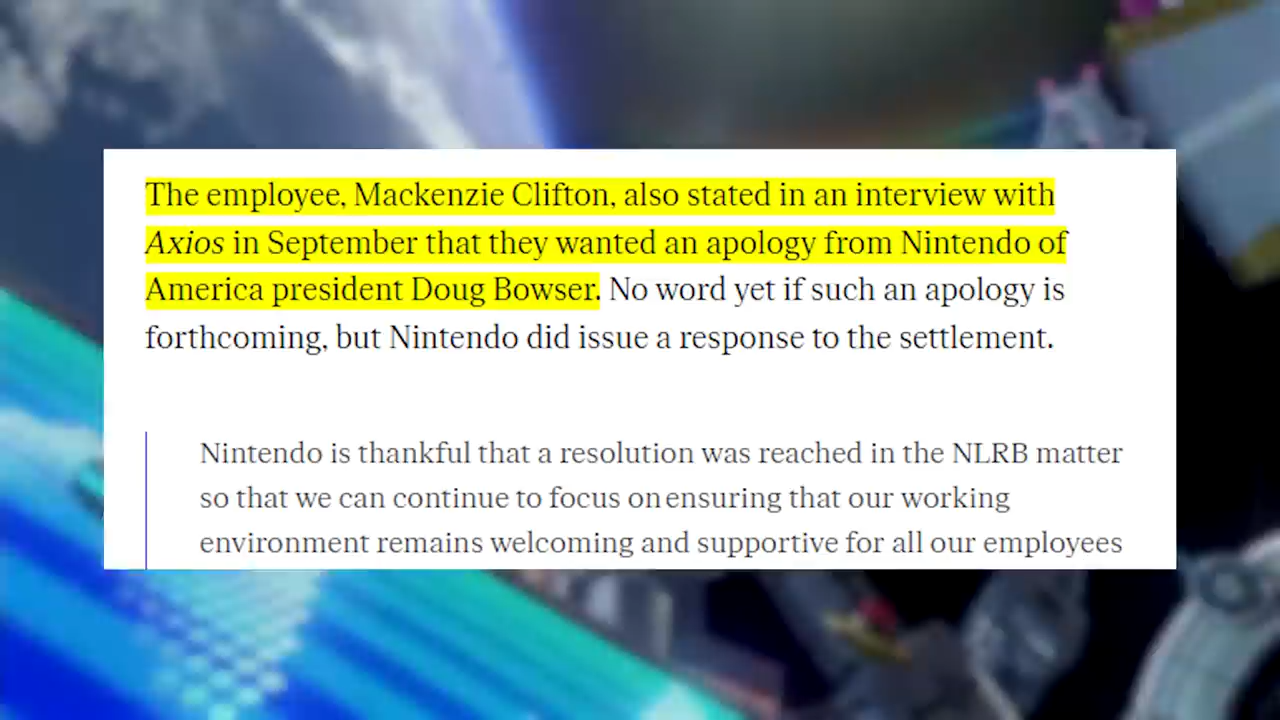 The employee, Mackenzie Clifton, also stated in an interview with
Axios in September that they wanted an apology from Nintendo of
America president Doug Bowser. No word yet if such an apology is
forthcoming, but Nintendo did issue a response to the settlement.
Nintendo is thankful that a resolution was reached in the NLRB matter
so that we can continue to focus on ensuring that our working
environment remains welcoming and supportive for all our employees